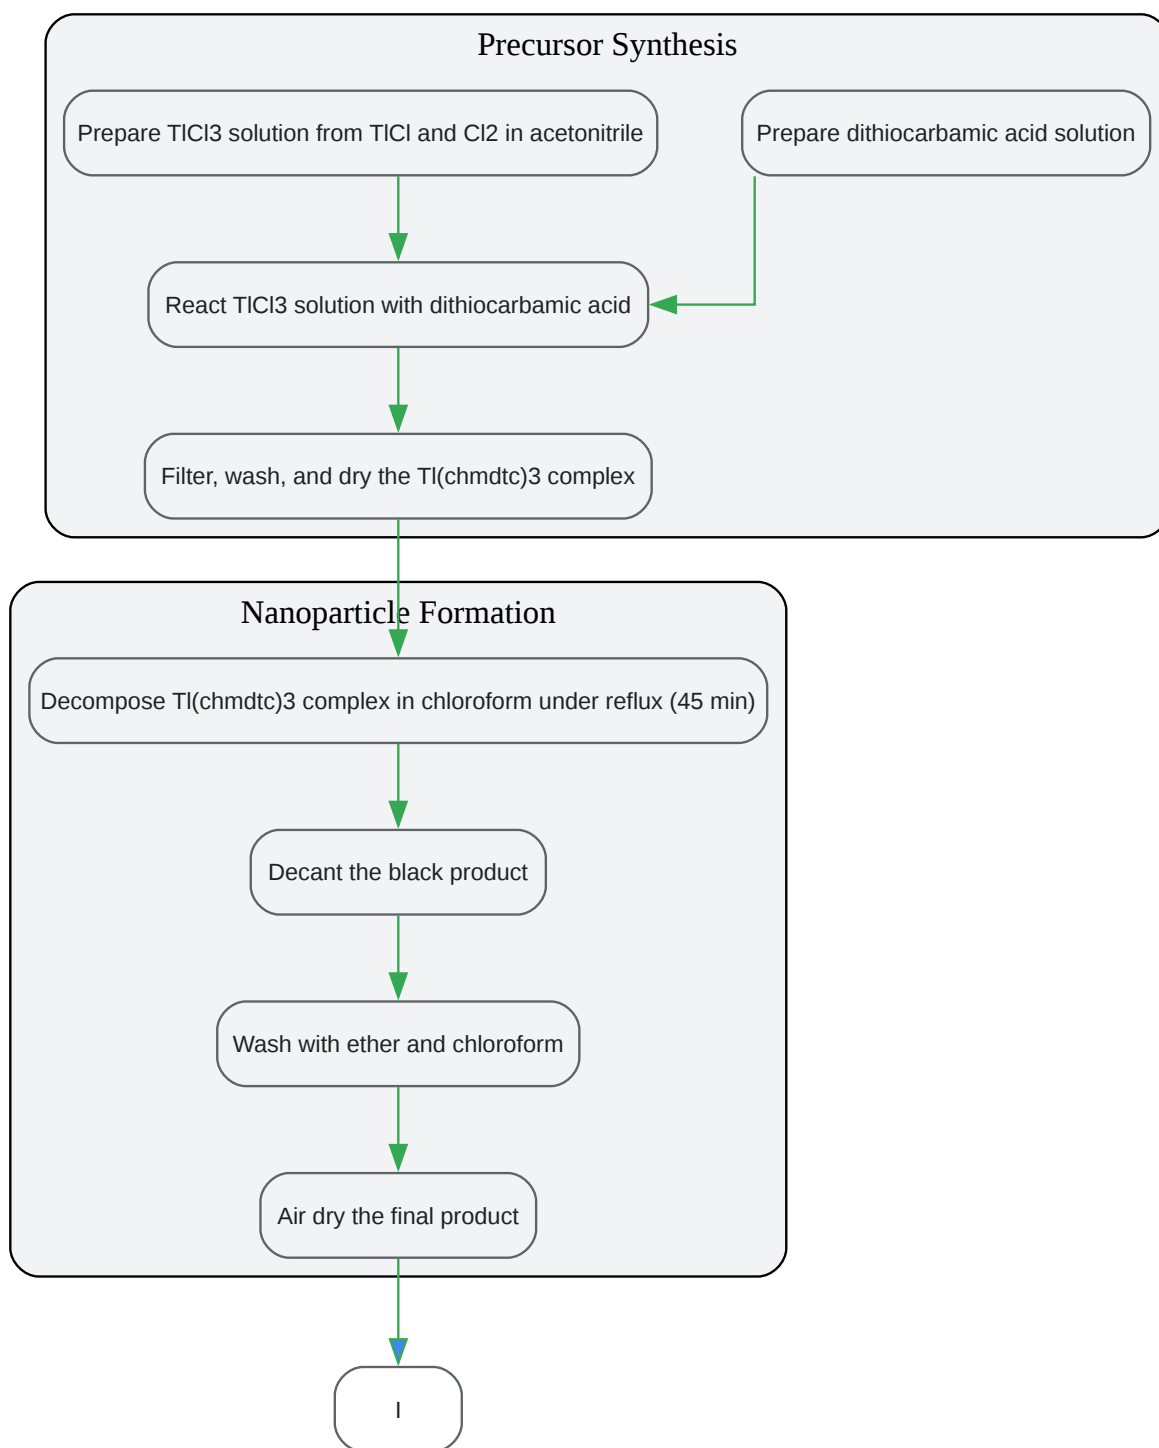 Precursor Synthesis
Prepare TlCl3 solution from TlCl and Cl2 in acetonitrile
Prepare dithiocarbamic acid solution
React TlCl3 solution with dithiocarbamic acid
Filter, wash, and dry the Tl(chmdtc)3 complex
Nanoparticle Formation
Decompose Tl(chmdtc)3 complex in chloroform under reflux (45 min)
Decant the black product
Wash with ether and chloroform
Air dry the final product
I